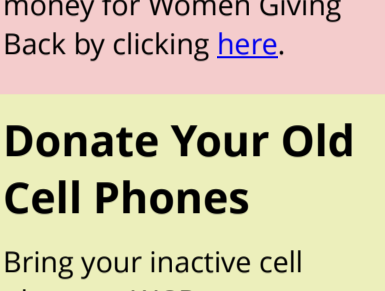 money for Women Giving
Back by clicking here.
Donate Your Old
Cell Phones
Bring your inactive cell